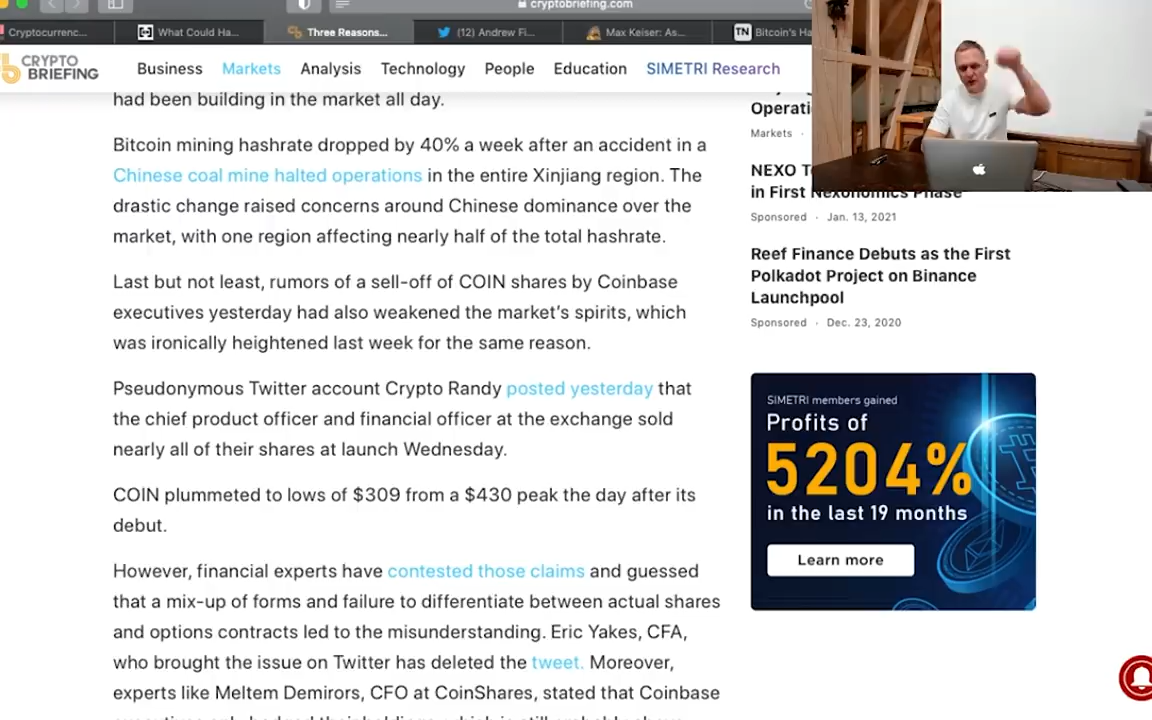 cryptobriefing.com
Cryptocurrenc...
What Could Ha...
Three Reasons...
(12) Andrew Fi...
Max Keiser: As...
TN Bitcoin's Ha
CRYPTO
BRIEFING
Business
Markets
Analysis
Technology
People
Education
SIMETRI Research
had been building in the market all day.
Bitcoin mining hashrate dropped by 40% a week after an accident in a
Chinese coal mine halted operations in the entire Xinjiang region. The
drastic change raised concerns around Chinese dominance over the
market, with one region affecting nearly half of the total hashrate.
Last but not least, rumors of a sell-off of COIN shares by Coinbase
executives yesterday had also weakened the market's spirits, which
was ironically heightened last week for the same reason.
Pseudonymous Twitter account Crypto Randy posted yesterday that
the chief product officer and financial officer at the exchange sold
nearly all of their shares at launch Wednesday.
COIN plummeted to lows of $309 from a $430 peak the day after its
debut.
However, financial experts have contested those claims and guessed
that a mix-up of forms and failure to differentiate between actual shares
and options contracts led to the misunderstanding. Eric Yakes, CFA,
who brought the issue on Twitter has deleted the tweet. Moreover,
experts like Meltem Demirors, CFO at CoinShares, stated that Coinbase
Operati
Markets ·
NEXO T
in First Nexonomics Phase
Sponsored · Jan. 13, 2021
Reef Finance Debuts as the First
Polkadot Project on Binance
Launchpool
Sponsored · Dec. 23, 2020
SIMETRI members gained
Profits of
5204%
in the last 19 months
Learn more